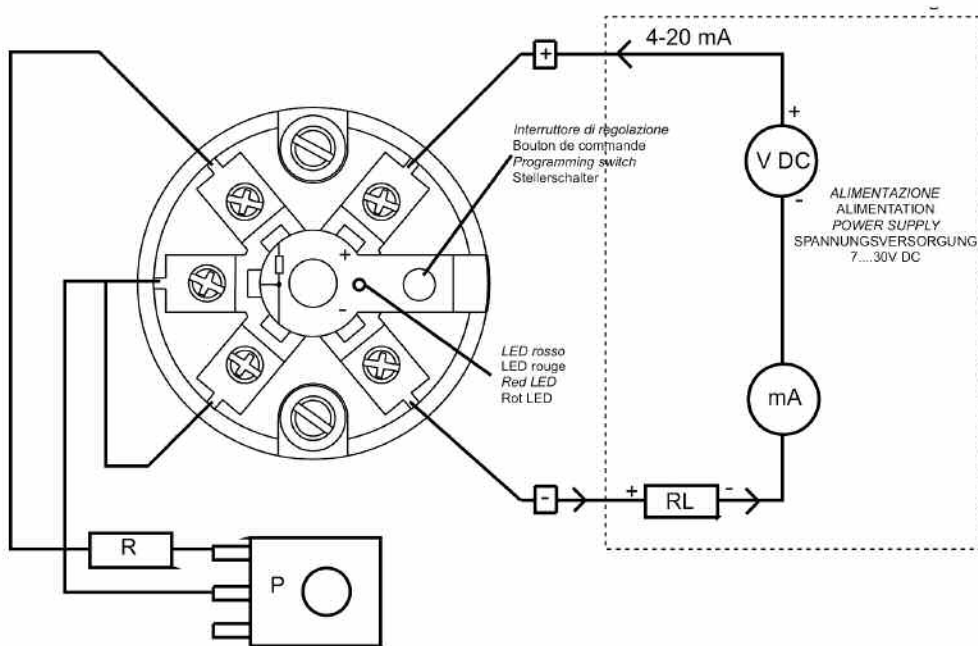 +
4-20 mA
+
V DC
-
Interruttore di regolazione
Bouton de commande
Programming switch
Stellerschalter
ALIMENTAZIONE
ALIMENTATION
POWER SUPPLY
SPANNUNGSVERSORGUNG
7....30V DC
+
-
LED rosso
LED rouge
Red LED
Rot LED
mA
-
+
RL
-
R
P